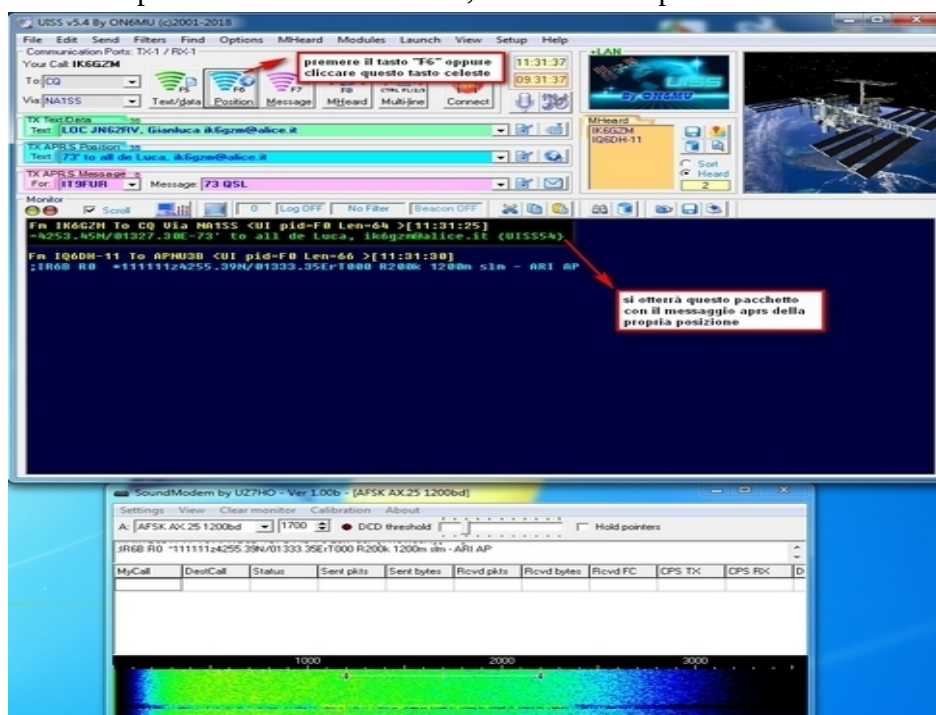 UISS v5.4 By ON6MU (c)2001-2018
File Edit Send Filters Find Options MHeard Modules Launch View Setup Help
Communication Ports: TX-1 / RX-1
+LAN
Your Call: IK6GZM
premere il tasto "F6" oppure
cliccare questo tasto celeste
11:31:37
To: CQ
F5 F6 F7 F8
09:31:37
UISS
By ON6MU
Via: NA1SS
Text/data Position Message MHeard Multi-line Connect
TX Text/Data
MHeard
Text: LOC JN62RV, Gianluca ik6gzm@alice.it
IK6GZM
IQ6DH-11
TX APRS Position
Text: 73' to all de Luca, ik6gzm@alice.it
Sort
Heard
TX APRS Message
For: IT9FUR Message: 73 QSL
2
Monitor
Scroll 0 Log OFF No Filter Beacon OFF
Fm IK6GZM To CQ Via NA1SS <UI pid=F0 Len=64 >[11:31:25]
=4253.45N/01327.30E-73' to all de Luca, ik6gzm@alice.it {UISS54}
Fm IQ6DH-11 To APNU3B <UI pid=F0 Len=66 >[11:31:30]
;IR6B R0 *111111z4255.39N/01333.35ErT000 R200k 1200m slm - ARI AP
si otterrà questo pacchetto
con il messaggio aprs della
propria posizione
SoundModem by UZ7HO - Ver 1.00b - [AFSK AX.25 1200bd]
Settings View Clear monitor Calibration About
A: AFSK AX.25 1200bd 1700 DCD threshold Hold pointers
;IR6B R0 *111111z4255.39N/01333.35ErT000 R200k 1200m slm - ARI AP
MyCall DestCall Status Sent pkts Sent bytes Rcvd pkts Rcvd bytes Rcvd FC CPS TX CPS RX D
1000 2000 3000